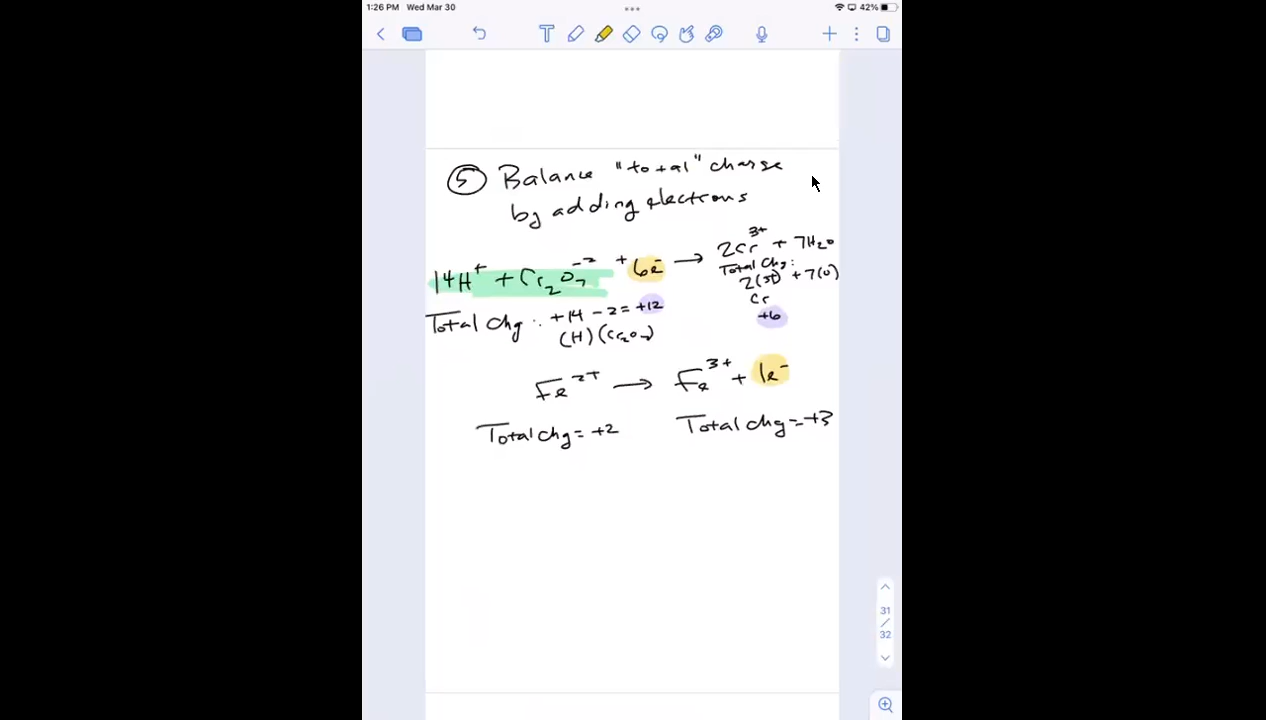 1:26 PM Wed Mar 30
42%
T
⑤ Balance "total" charge
by adding electrons
14H⁺ + Cr₂O₇⁻² + 6e⁻ → 2Cr³⁺ + 7H₂O
Total Chg: +14 - 2 = +12
(H) (Cr₂O₇)
Total Chg:
2(3+) + 7(0)
Cr
+6
Fe²⁺ → Fe³⁺ + 1e⁻
Total chg = +2 Total chg = +3
31
/
32